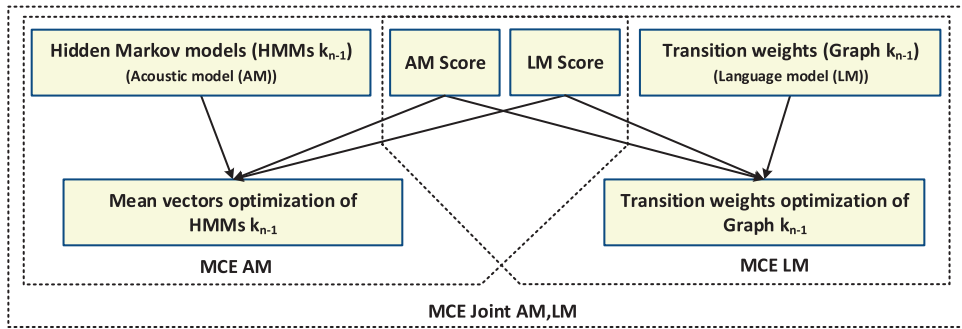 Hidden Markov models (HMMs kn-1)
(Acoustic model (AM))
AM Score
LM Score
Transition weights (Graph kn-1)
(Language model (LM))
Mean vectors optimization of
HMMs kn-1
Transition weights optimization of
Graph kn-1
MCE AM
MCE LM
MCE Joint AM,LM